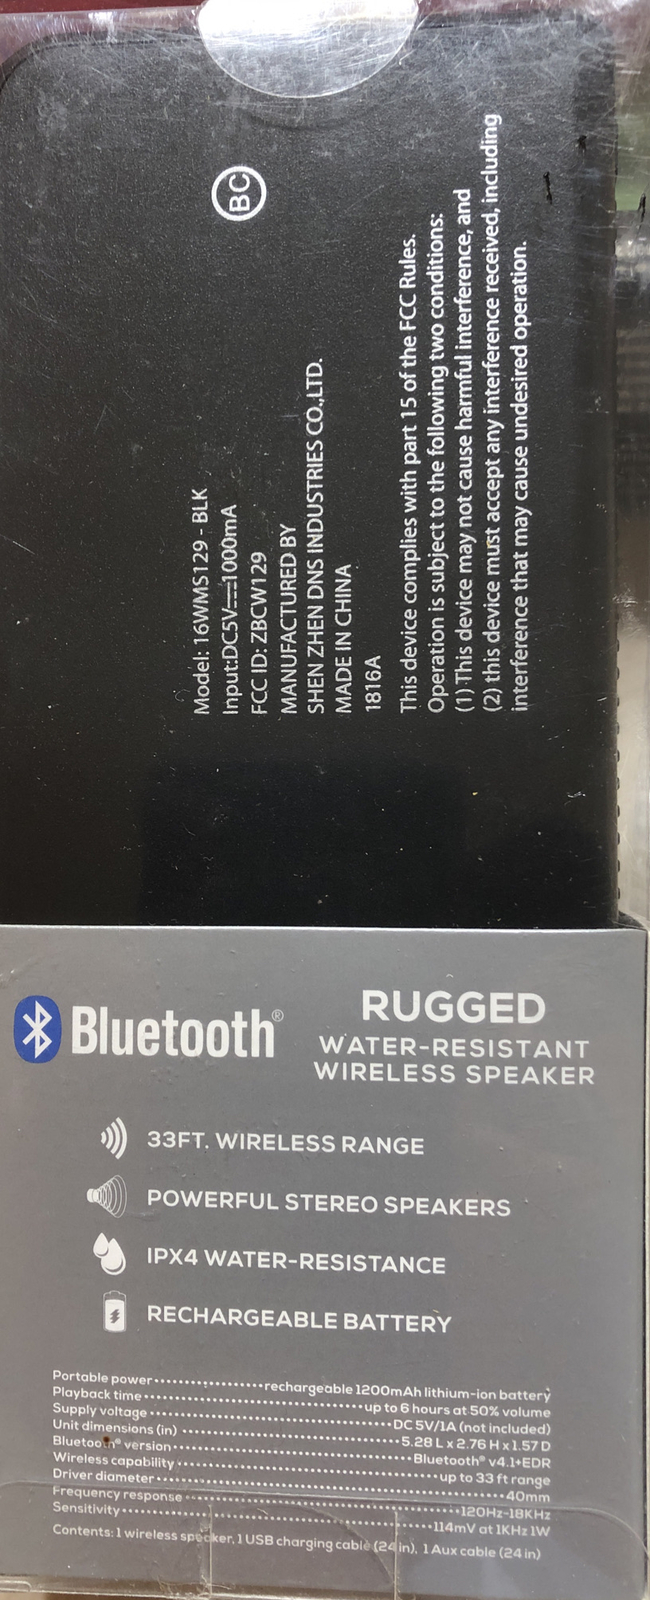 BC
Model: 16WMS129 - BLK
Input:DC5V⎓1000mA
FCC ID: ZBCW129
MANUFACTURED BY
SHEN ZHEN DNS INDUSTRIES CO.,LTD.
MADE IN CHINA
1816A
This device complies with part 15 of the FCC Rules.
Operation is subject to the following two conditions:
(1) This device may not cause harmful interference, and
(2) this device must accept any interference received, including
interference that may cause undesired operation.
Bluetooth®
RUGGED
WATER-RESISTANT
WIRELESS SPEAKER
33FT. WIRELESS RANGE
POWERFUL STEREO SPEAKERS
IPX4 WATER-RESISTANCE
RECHARGEABLE BATTERY
Portable power rechargeable 1200mAh lithium-ion battery
Playback time up to 6 hours at 50% volume
Supply voltage DC 5V/1A (not included)
Unit dimensions (in) 5.28 L x 2.76 H x 1.57 D
Bluetooth® version Bluetooth® v4.1+EDR
Wireless capability up to 33 ft range
Driver diameter 40mm
Frequency response 120Hz-18KHz
Sensitivity 114mV at 1KHz 1W
Contents: 1 wireless speaker, 1 USB charging cable (24 in), 1 Aux cable (24 in)